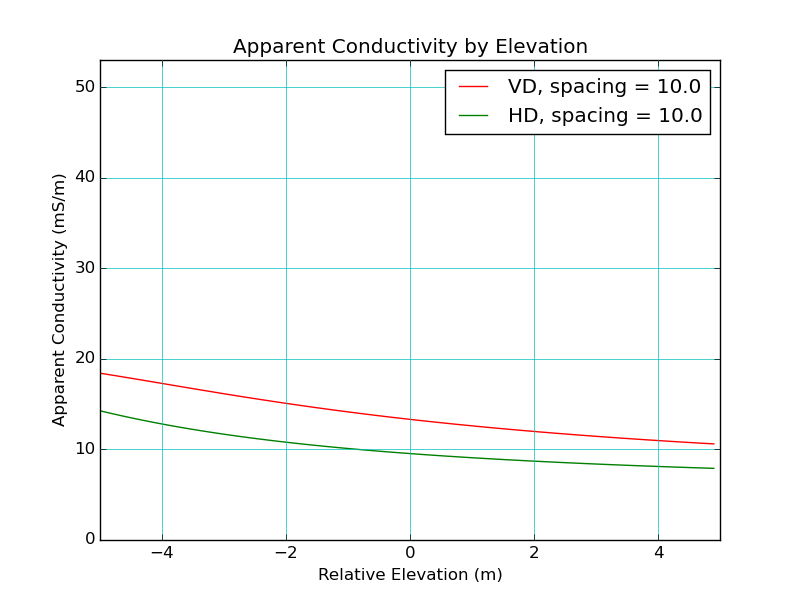 Apparent Conductivity by Elevation
VD, spacing = 10.0
HD, spacing = 10.0
50
40
30
20
10
0
Apparent Conductivity (mS/m)
−4
−2
0
2
4
Relative Elevation (m)